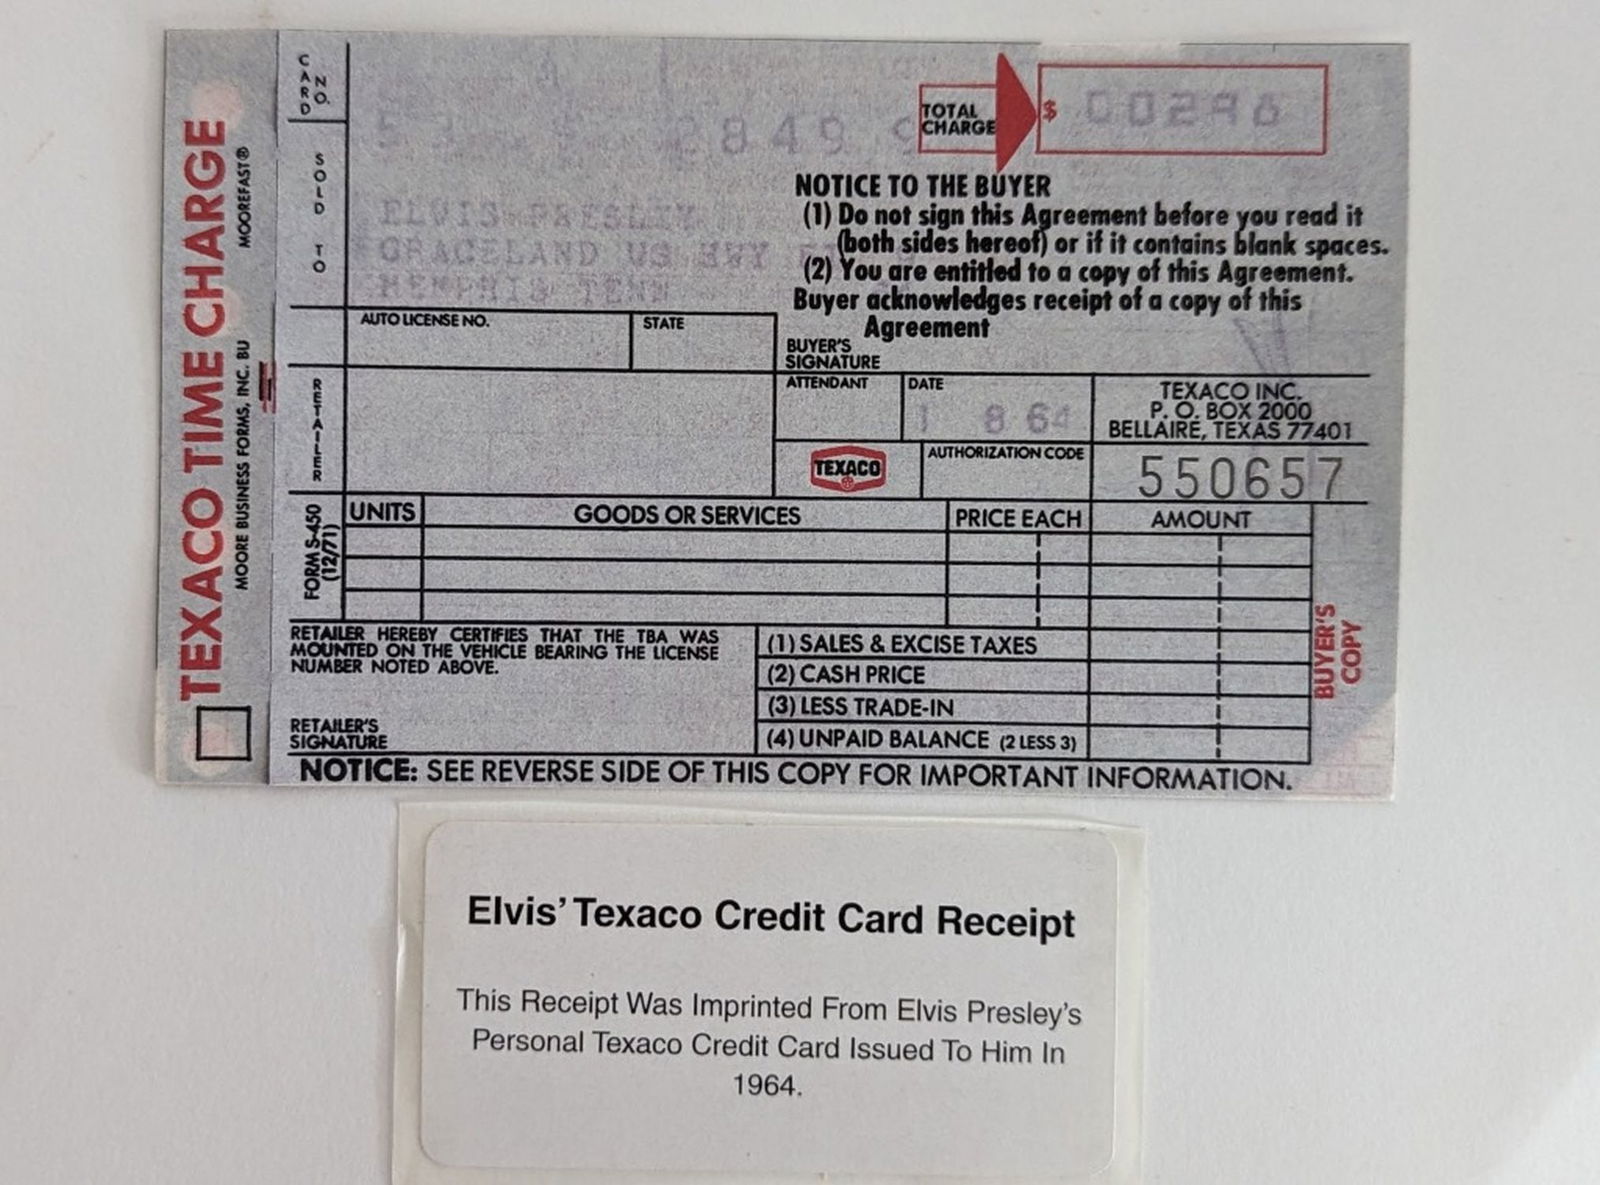 TEXACO TIME CHARGE
MOORE BUSINESS FORMS, INC. BU
MOOREFAST®
CARD NO.
SOLD TO
2849
ELVIS PRESLEY
GRACELAND US HWY
MEMPHIS TENN
TOTAL CHARGE
$
NOTICE TO THE BUYER
(1) Do not sign this Agreement before you read it
(both sides hereof) or if it contains blank spaces.
(2) You are entitled to a copy of this Agreement.
Buyer acknowledges receipt of a copy of this
Agreement
BUYER'S
SIGNATURE
AUTO LICENSE NO.
STATE
RETAILER
ATTENDANT
DATE
1 8 64
TEXACO INC.
P. O. BOX 2000
BELLAIRE, TEXAS 77401
TEXACO
AUTHORIZATION CODE
550657
FORM S-450
(12/71)
UNITS
GOODS OR SERVICES
PRICE EACH
AMOUNT
RETAILER HEREBY CERTIFIES THAT THE TBA WAS
MOUNTED ON THE VEHICLE BEARING THE LICENSE
NUMBER NOTED ABOVE.
RETAILER'S
SIGNATURE
(1) SALES & EXCISE TAXES
(2) CASH PRICE
(3) LESS TRADE-IN
(4) UNPAID BALANCE (2 LESS 3)
BUYER'S
COPY
NOTICE: SEE REVERSE SIDE OF THIS COPY FOR IMPORTANT INFORMATION.
Elvis' Texaco Credit Card Receipt
This Receipt Was Imprinted From Elvis Presley's
Personal Texaco Credit Card Issued To Him In
1964.